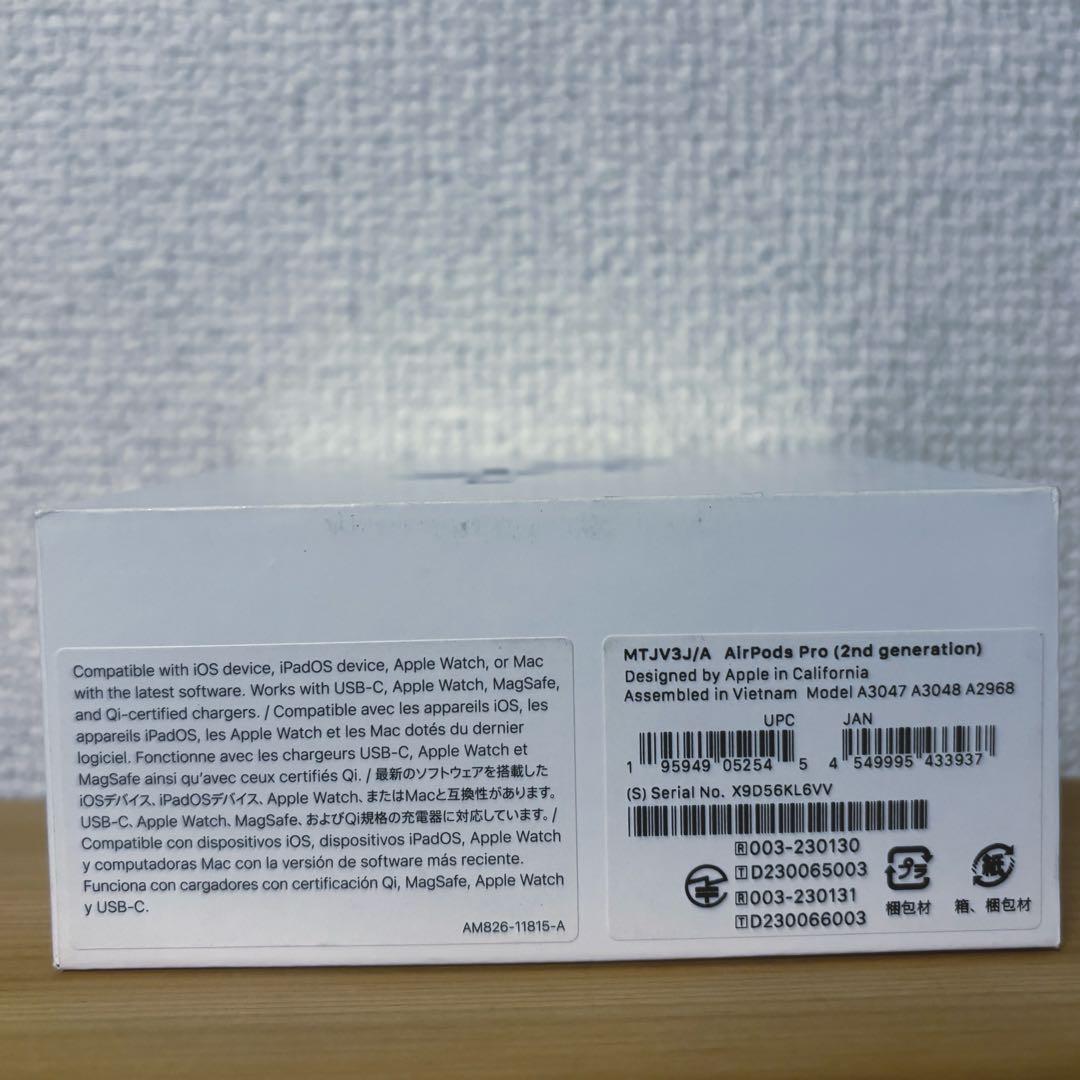 Compatible with iOS device, iPadOS device, Apple Watch, or Mac
with the latest software. Works with USB-C, Apple Watch, MagSafe,
and Qi-certified chargers. / Compatible avec les appareils iOS, les
appareils iPadOS, les Apple Watch et les Mac dotés du dernier
logiciel. Fonctionne avec les chargeurs USB-C, Apple Watch et
MagSafe ainsi qu'avec ceux certifiés Qi. / 最新のソフトウェアを搭載した
iOSデバイス、iPadOSデバイス、Apple Watch、またはMacと互換性があります。
USB-C、Apple Watch、MagSafe、およびQi規格の充電器に対応しています。/
Compatible con dispositivos iOS, dispositivos iPadOS, Apple Watch
y computadoras Mac con la versión de software más reciente.
Funciona con cargadores con certificación Qi, MagSafe, Apple Watch
y USB-C.
AM826-11815-A
MTJV3J/A AirPods Pro (2nd generation)
Designed by Apple in California
Assembled in Vietnam Model A3047 A3048 A2968
UPC JAN
1 95949 05254 5 4 549995 433937
(S) Serial No. X9D56KL6VV
R 003-230130
T D230065003
R 003-230131
T D230066003
プラ
梱包材
紙
箱、梱包材